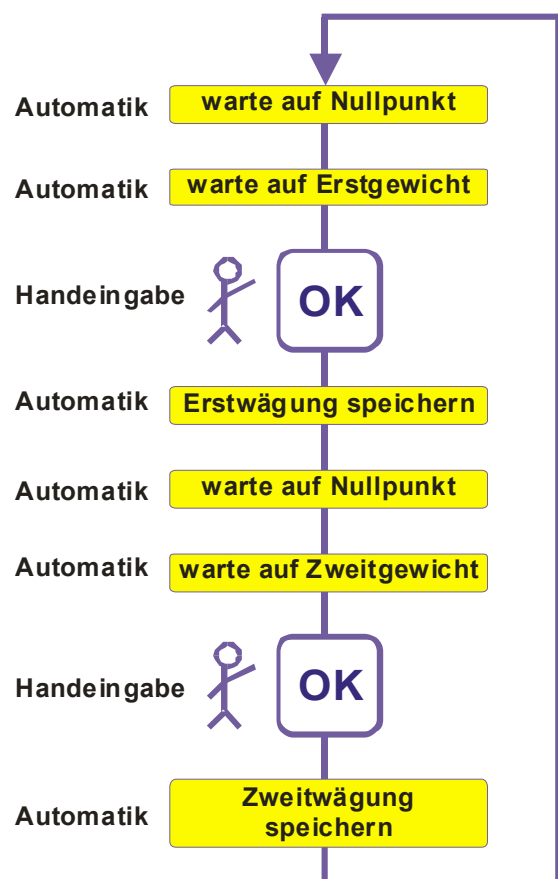 Automatik warte auf Nullpunkt
Automatik warte auf Erstgewicht
Handeingabe OK
Automatik Erstwägung speichern
Automatik warte auf Nullpunkt
Automatik warte auf Zweitgewicht
Handeingabe OK
Automatik Zweitwägung
speichern